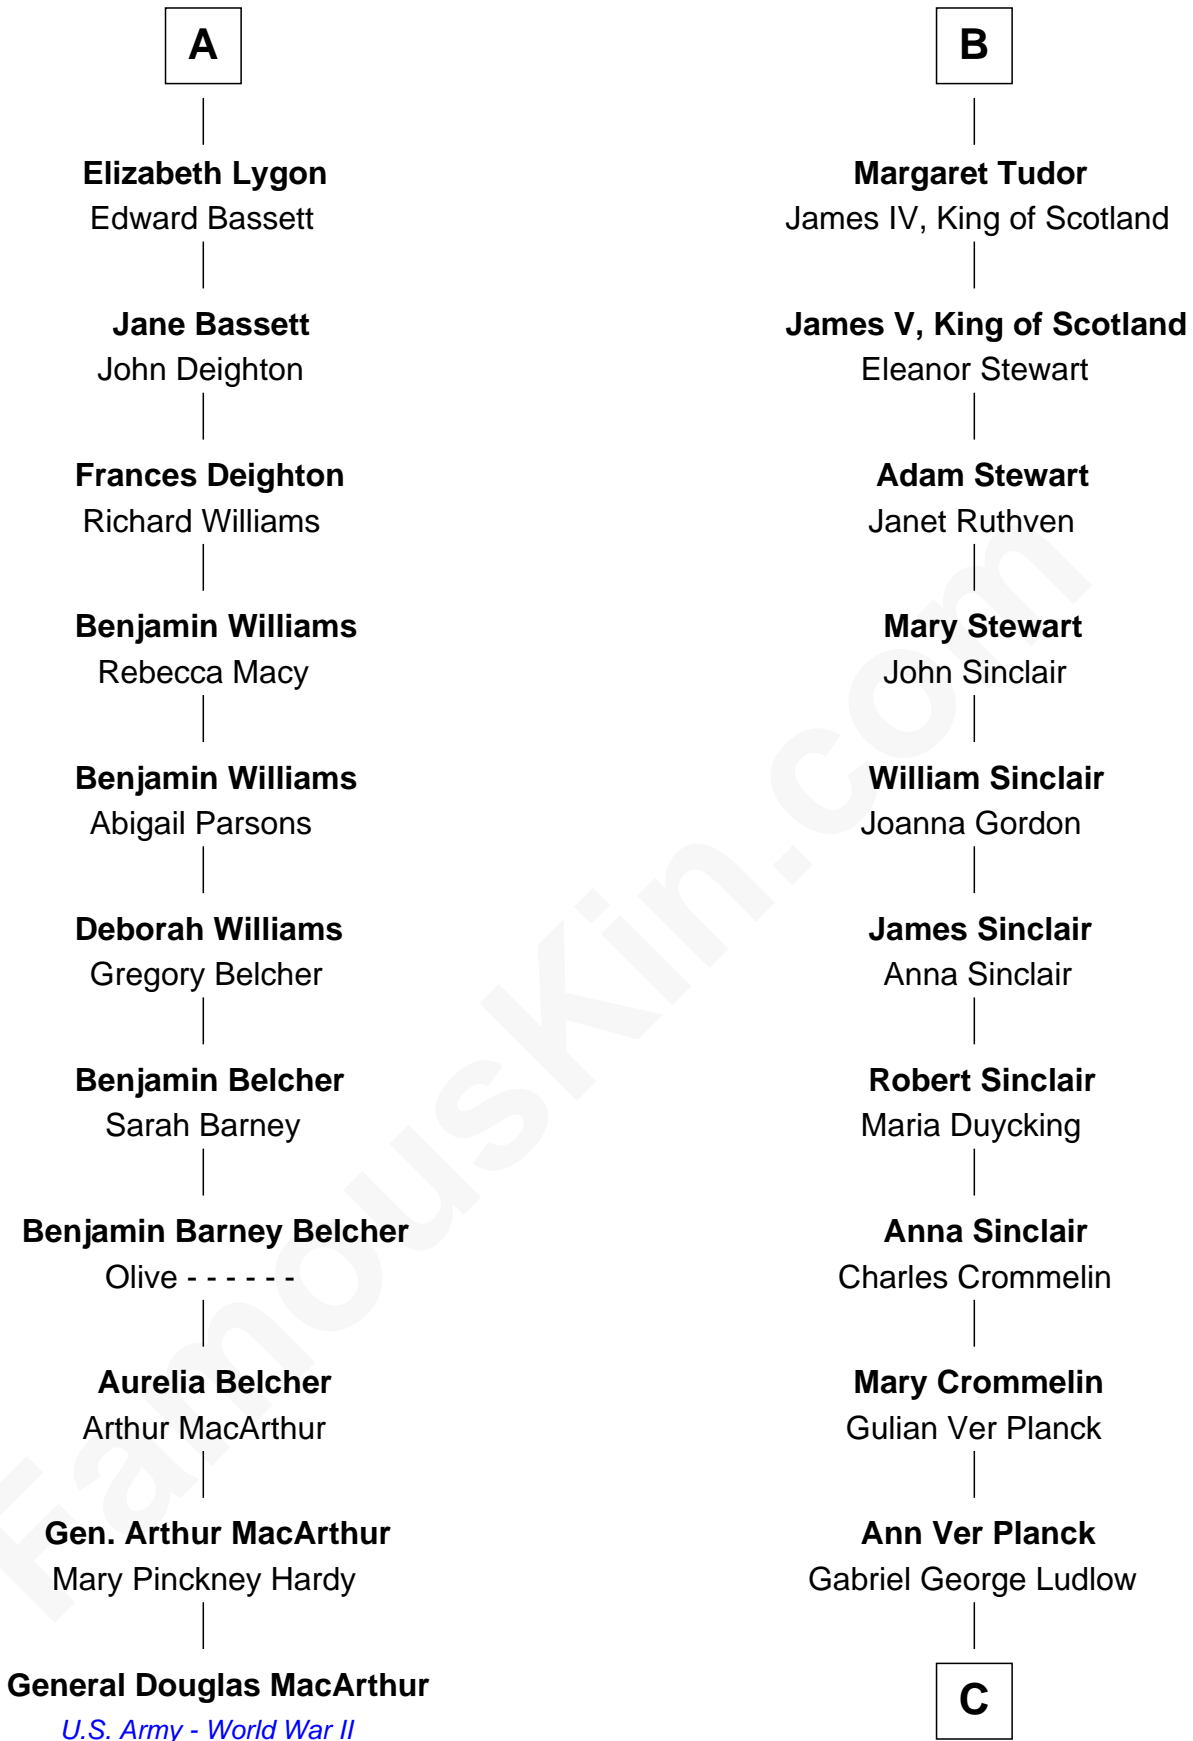 A
Elizabeth Lygon
Edward Bassett
Jane Bassett
John Deighton
Frances Deighton
Richard Williams
Benjamin Williams
Rebecca Macy
Benjamin Williams
Abigail Parsons
Deborah Williams
Gregory Belcher
Benjamin Belcher
Sarah Barney
Benjamin Barney Belcher
Olive - - - - - -
Aurelia Belcher
Arthur MacArthur
Gen. Arthur MacArthur
Mary Pinckney Hardy
General Douglas MacArthur
U.S. Army - World War II
B
Margaret Tudor
James IV, King of Scotland
James V, King of Scotland
Eleanor Stewart
Adam Stewart
Janet Ruthven
Mary Stewart
John Sinclair
William Sinclair
Joanna Gordon
James Sinclair
Anna Sinclair
Robert Sinclair
Maria Duycking
Anna Sinclair
Charles Crommelin
Mary Crommelin
Gulian Ver Planck
Ann Ver Planck
Gabriel George Ludlow
C
FamousKin.com